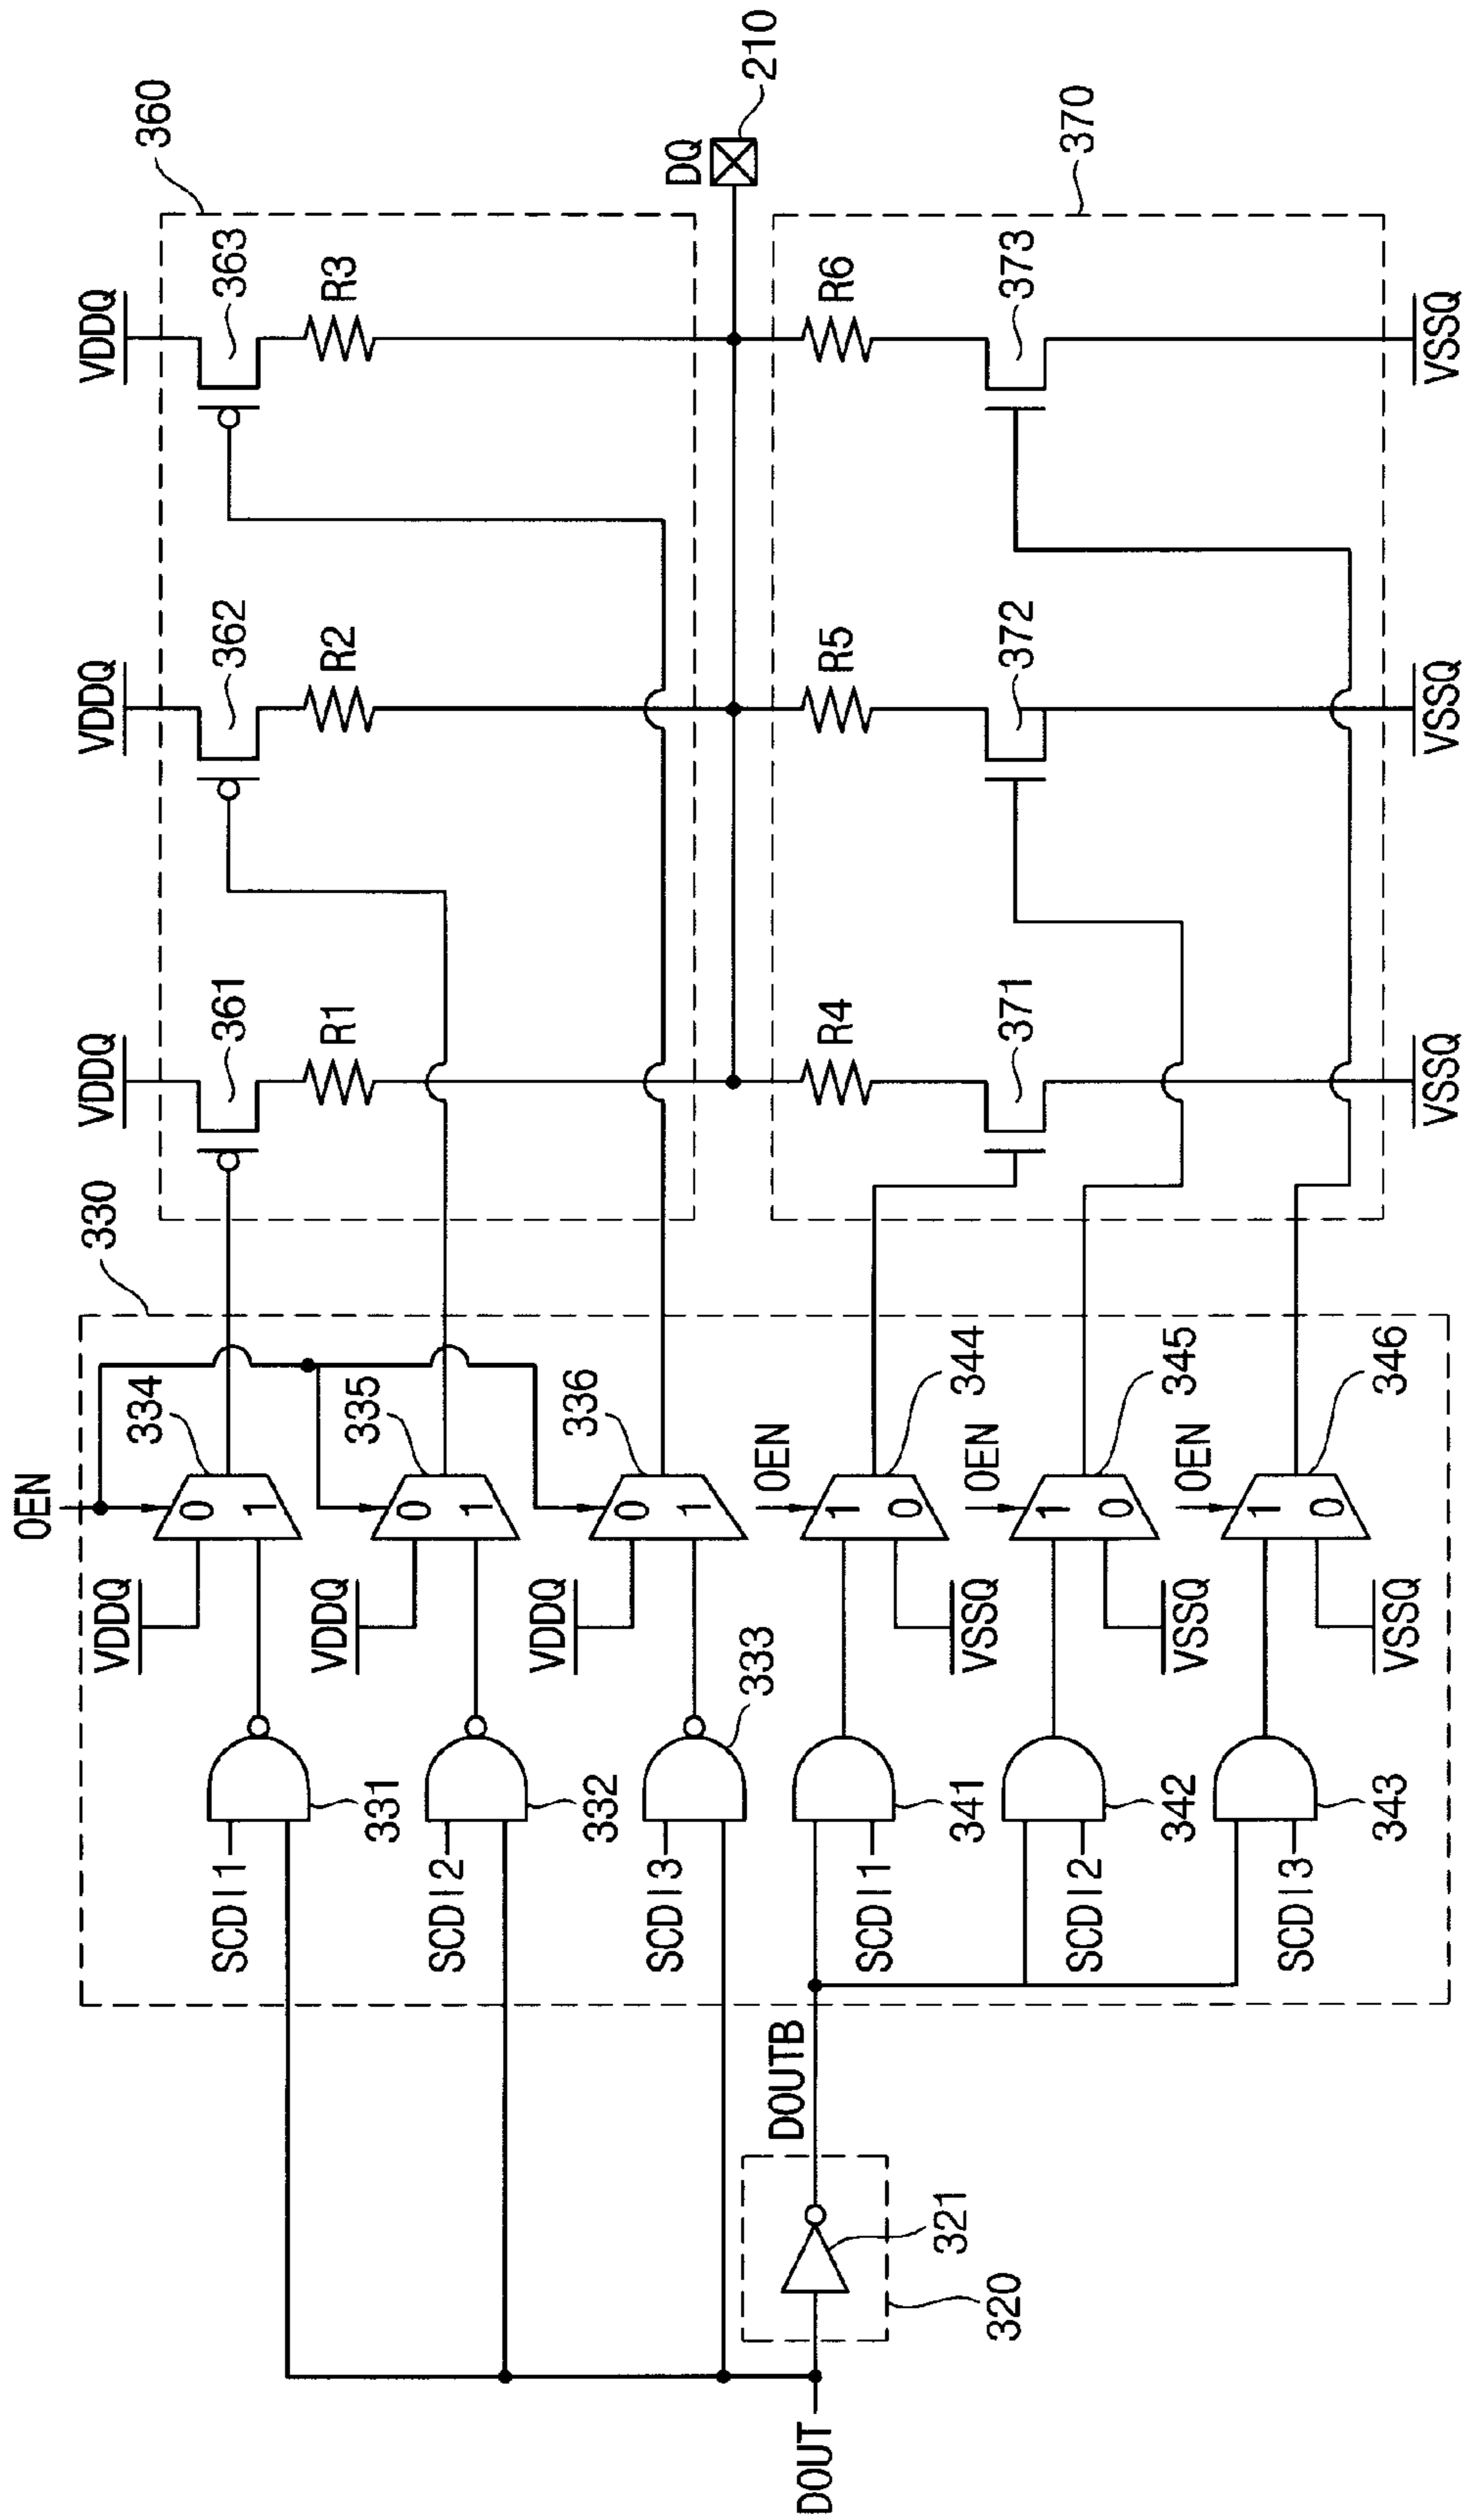 OEN
330
VDDQ
VDDQ
VDDQ
360
334
361
362
363
0
1
R1
R2
R3
SCDI1
331
VDDQ
335
0
1
SCDI2
332
VDDQ
336
0
1
SCDI3
333
DQ
210
DOUT
DOUTB
321
320
OEN
1
0
344
R4
R5
R6
SCDI1
341
VSSQ
371
372
373
370
OEN
1
0
345
SCDI2
342
VSSQ
OEN
1
0
346
SCDI3
343
VSSQ
VSSQ
VSSQ
VSSQ